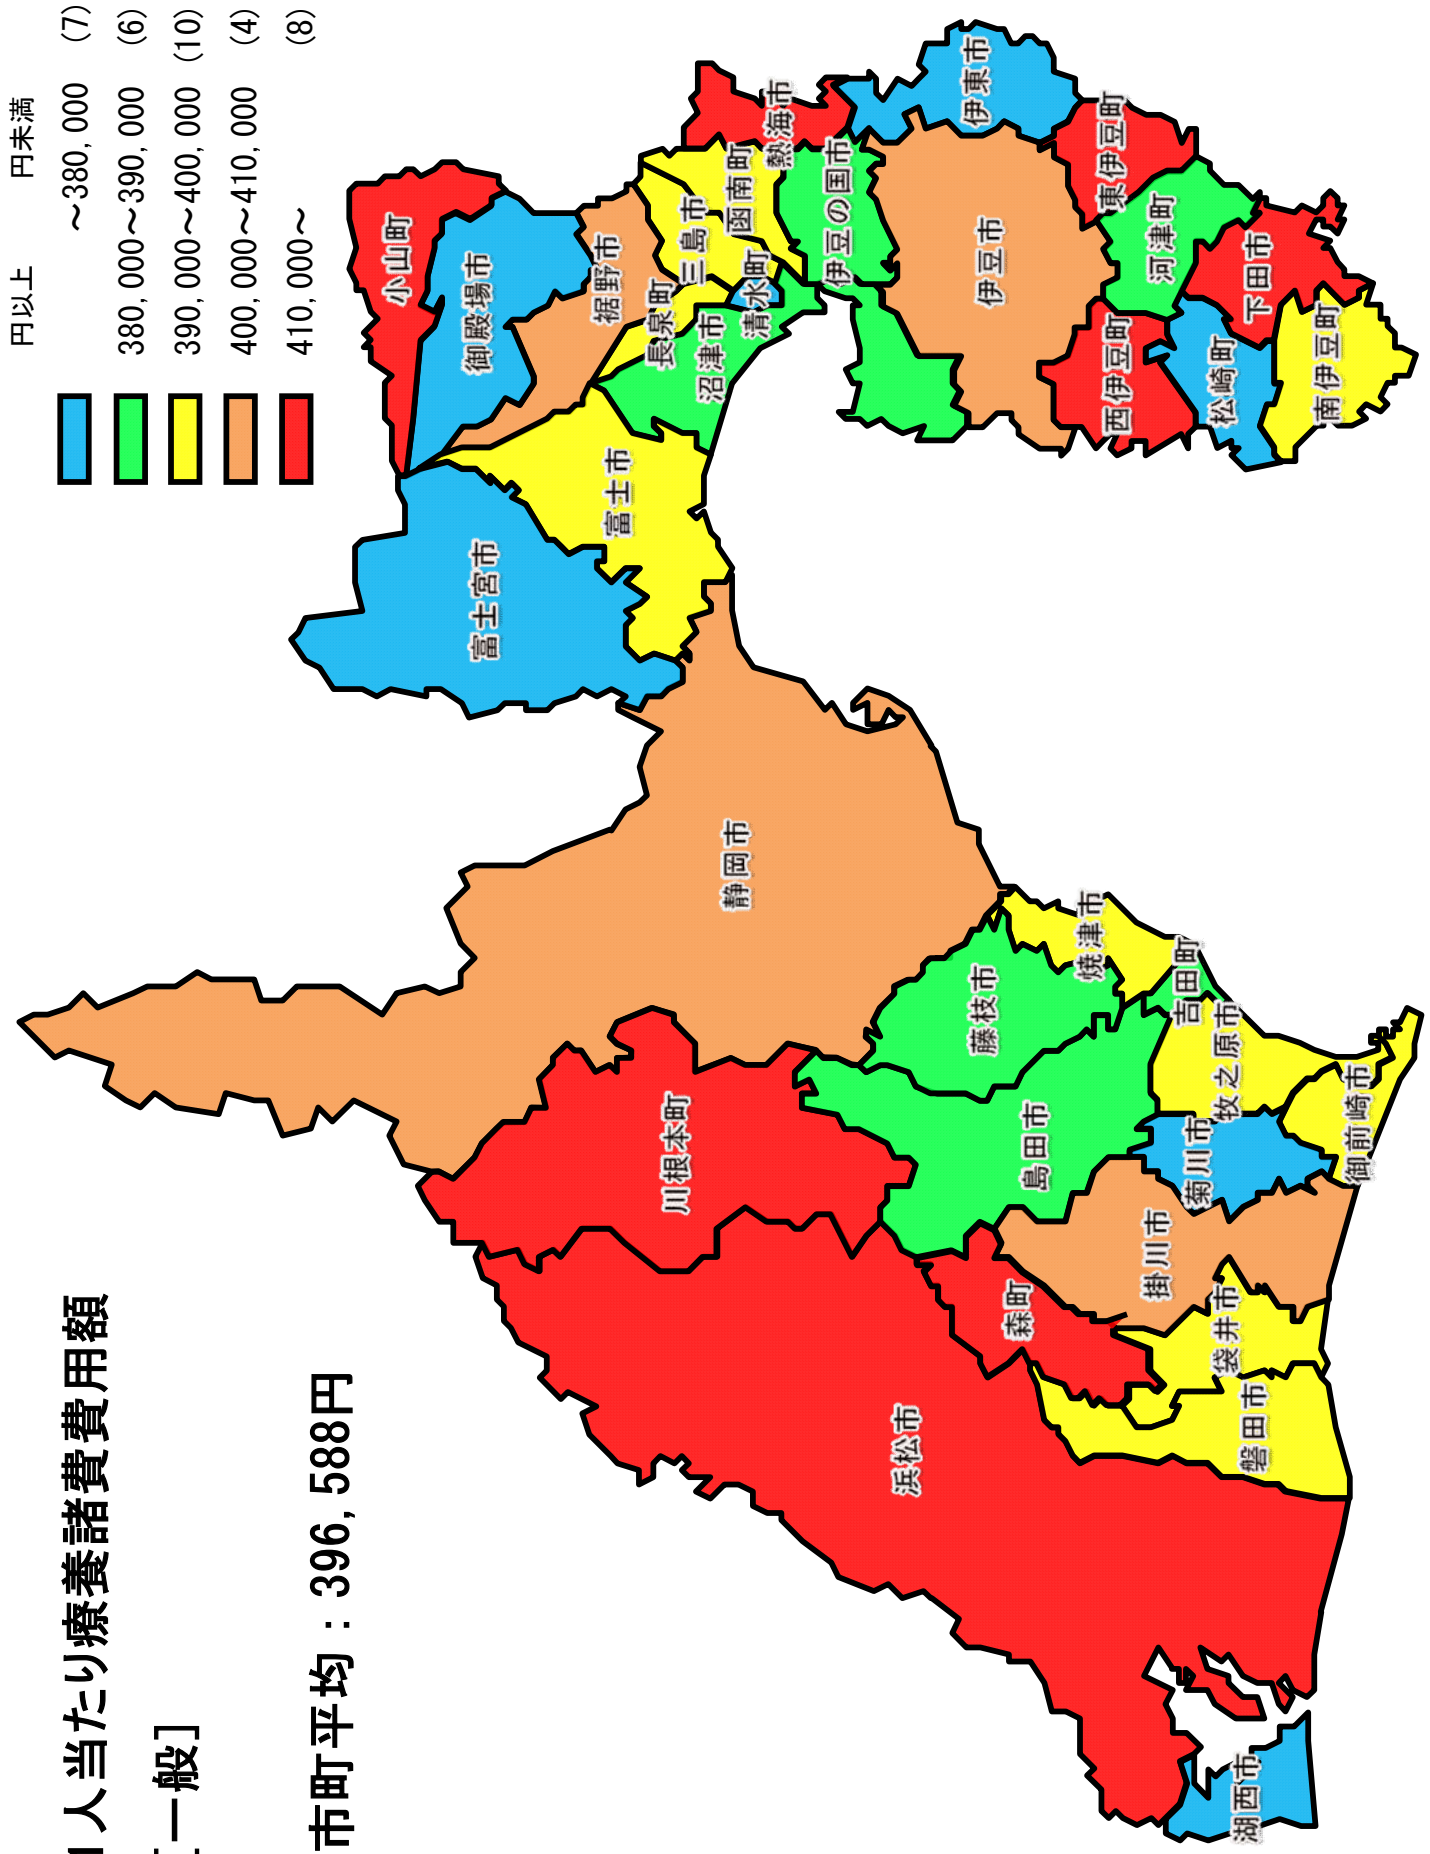 1人当たり療養諸費費用額
[一般]
市町平均：396,588円
円以上 円未満
～380,000 (7)
380,000～390,000 (6)
390,000～400,000 (10)
400,000～410,000 (4)
410,000～ (8)
小山町
御殿場市
富士宮市
裾野市
富士市
三島市
長泉町
函南町
沼津市
清水町
熱海市
伊豆の国市
伊東市
伊豆市
東伊豆町
西伊豆町
河津町
松崎町
下田市
南伊豆町
静岡市
川根本町
藤枝市
焼津市
島田市
吉田町
牧之原市
菊川市
御前崎市
掛川市
森町
袋井市
磐田市
浜松市
湖西市